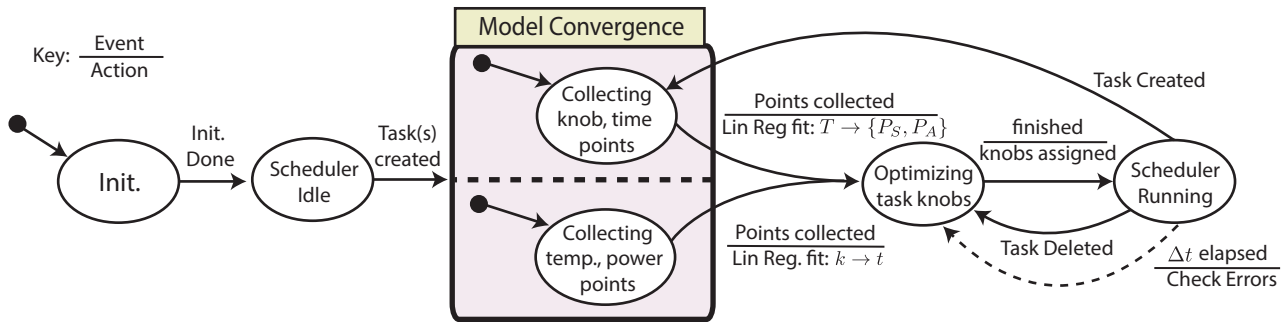 Model Convergence
Key: Event
Action
Init.
Init.
Done
Scheduler
Idle
Task(s)
created
Collecting
knob, time
points
Collecting
temp., power
points
Points collected
Lin Reg fit: T → {P_S, P_A}
Points collected
Lin Reg. fit: k → t
Optimizing
task knobs
finished
knobs assigned
Scheduler
Running
Task Created
Task Deleted
Δt elapsed
Check Errors